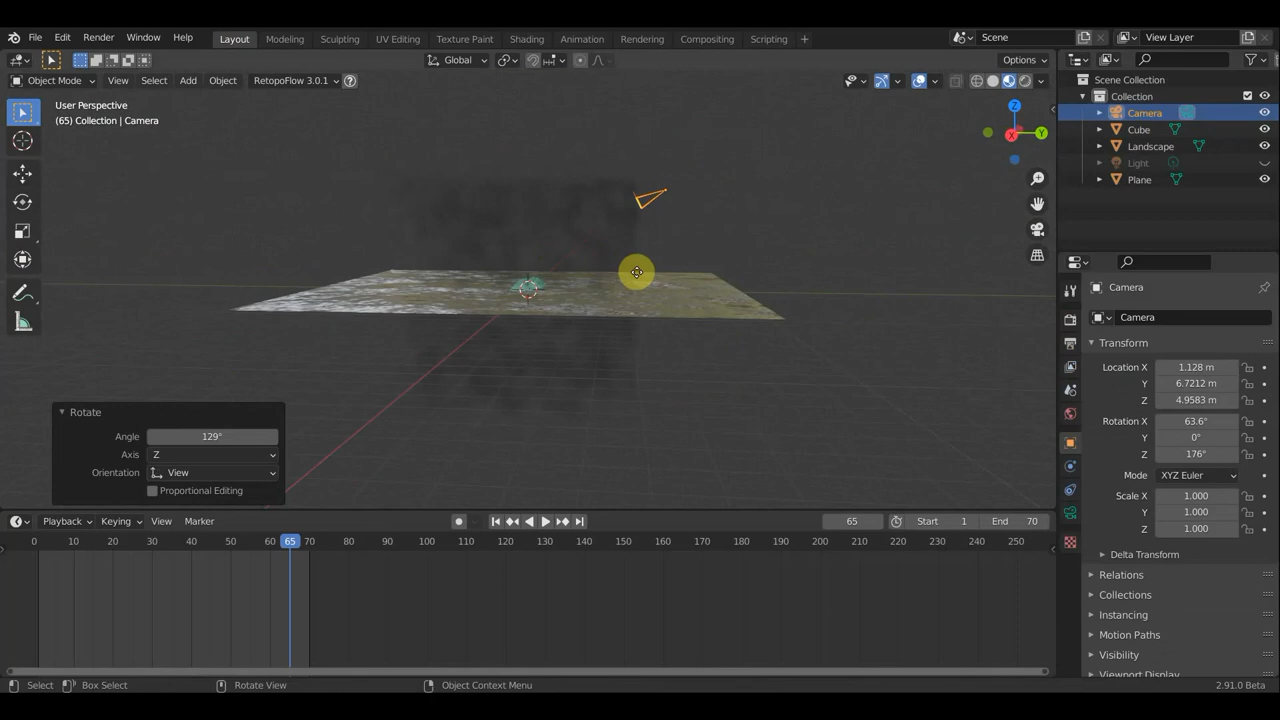 File Edit Render Window Help Layout Modeling Sculpting UV Editing Texture Paint Shading Animation Rendering Compositing Scripting + Scene View Layer
Global Options
Object Mode View Select Add Object RetopoFlow 3.0.1
User Perspective
(65) Collection | Camera
Z
Y
X
Scene Collection
Collection
Camera
Cube
Landscape
Light
Plane
Camera
Camera
Transform
Location X 1.128 m
Y 6.7212 m
Z 4.9583 m
Rotation X 63.6°
Y 0°
Z 176°
Mode XYZ Euler
Scale X 1.000
Y 1.000
Z 1.000
Delta Transform
Relations
Collections
Instancing
Motion Paths
Visibility
Viewport Display
Rotate
Angle 129°
Axis Z
Orientation View
Proportional Editing
Playback Keying View Marker 65 Start 1 End 70
0 10 20 30 40 50 60 65 70 80 90 100 110 120 130 140 150 160 170 180 190 200 210 220 230 240 250
Select Box Select Rotate View Object Context Menu 2.91.0 Beta